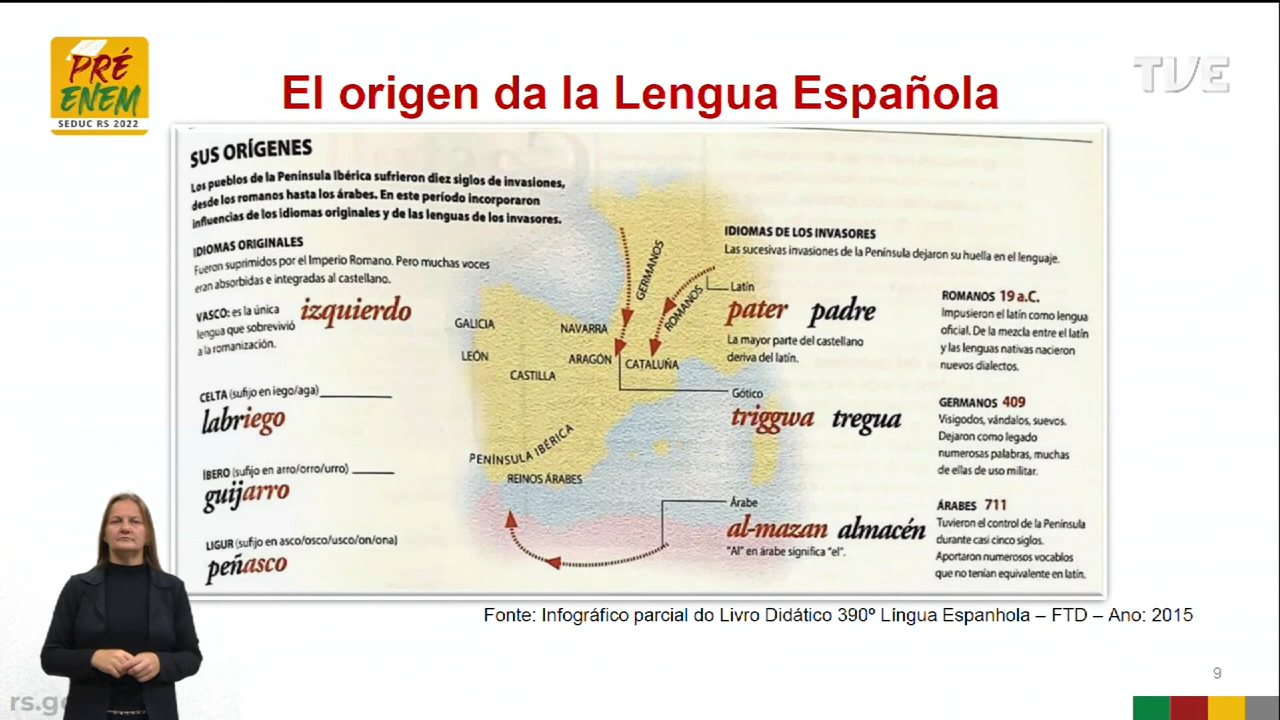 PRÉ
ENEM
SEDUC RS 2022
TVE
El origen da la Lengua Española
SUS ORÍGENES
Los pueblos de la Península Ibérica sufrieron diez siglos de invasiones,
desde los romanos hasta los árabes. En este período incorporaron
influencias de los idiomas originales y de las lenguas de los invasores.
IDIOMAS ORIGINALES
Fueron suprimidos por el Imperio Romano. Pero muchas voces
eran absorbidas e integradas al castellano.
VASCO: es la única
lengua que sobrevivió
a la romanización.
izquierdo
CELTA (sufijo en iego/aga)
labriego
ÍBERO (sufijo en arro/orro/urro)
guijarro
LIGUR (sufijo en asco/osco/usco/on/ona)
peñasco
GALICIA
LEÓN
NAVARRA
ARAGÓN
CATALUÑA
CASTILLA
PENÍNSULA IBÉRICA
REINOS ÁRABES
GERMANOS
ROMANOS
IDIOMAS DE LOS INVASORES
Las sucesivas invasiones de la Península dejaron su huella en el lenguaje.
Latín
pater padre
La mayor parte del castellano
deriva del latín.
Gótico
triggwa tregua
Árabe
al-mazan almacén
"Al" en árabe significa "el".
ROMANOS 19 a.C.
Impusieron el latín como lengua
oficial. De la mezcla entre el latín
y las lenguas nativas nacieron
nuevos dialectos.
GERMANOS 409
Visigodos, vándalos, suevos.
Dejaron como legado
numerosas palabras, muchas
de ellas de uso militar.
ÁRABES 711
Tuvieron el control de la Península
durante casi cinco siglos.
Aportaron numerosos vocablos
que no tenían equivalente en latín.
Fonte: Infográfico parcial do Livro Didático 390º Língua Espanhola – FTD – Ano: 2015
9